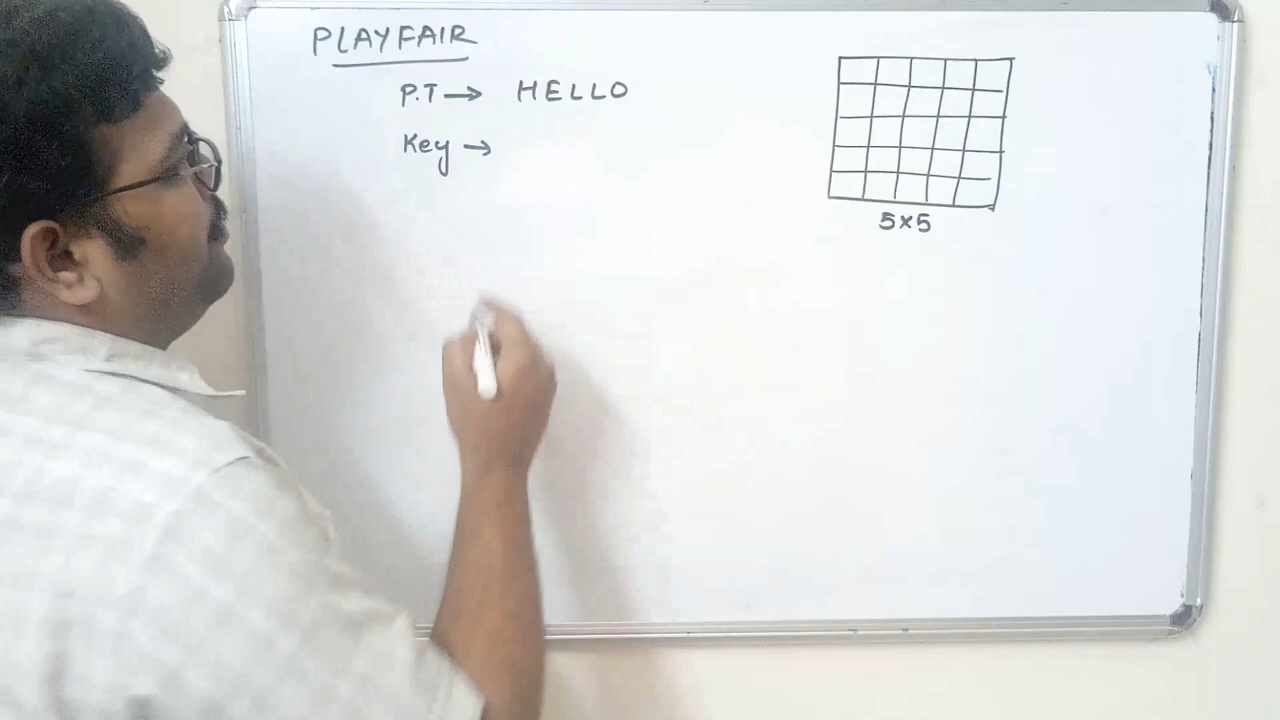 PLAYFAIR
P.T → HELLO
Key →
5×5